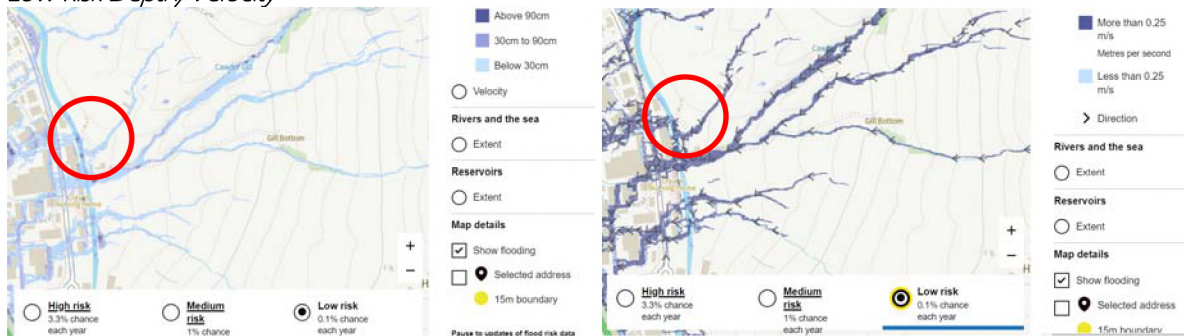 Low risk Depth/Velocity
Above 90cm
30cm to 90cm
Below 30cm
Velocity
Rivers and the sea
Extent
Reservoirs
Extent
Map details
Show flooding
Selected address
15m boundary
Pause to updates of flood risk data
Gill Bottom
+
−
High risk
3.3% chance
each year
Medium
risk
1% chance
Low risk
0.1% chance
each year
More than 0.25
m/s
Metres per second
Less than 0.25
m/s
Direction
Rivers and the sea
Extent
Reservoirs
Extent
Map details
Show flooding
Selected address
15m boundary
Gill Bottom
+
−
High risk
3.3% chance
each year
Medium
risk
1% chance
each year
Low risk
0.1% chance
each year